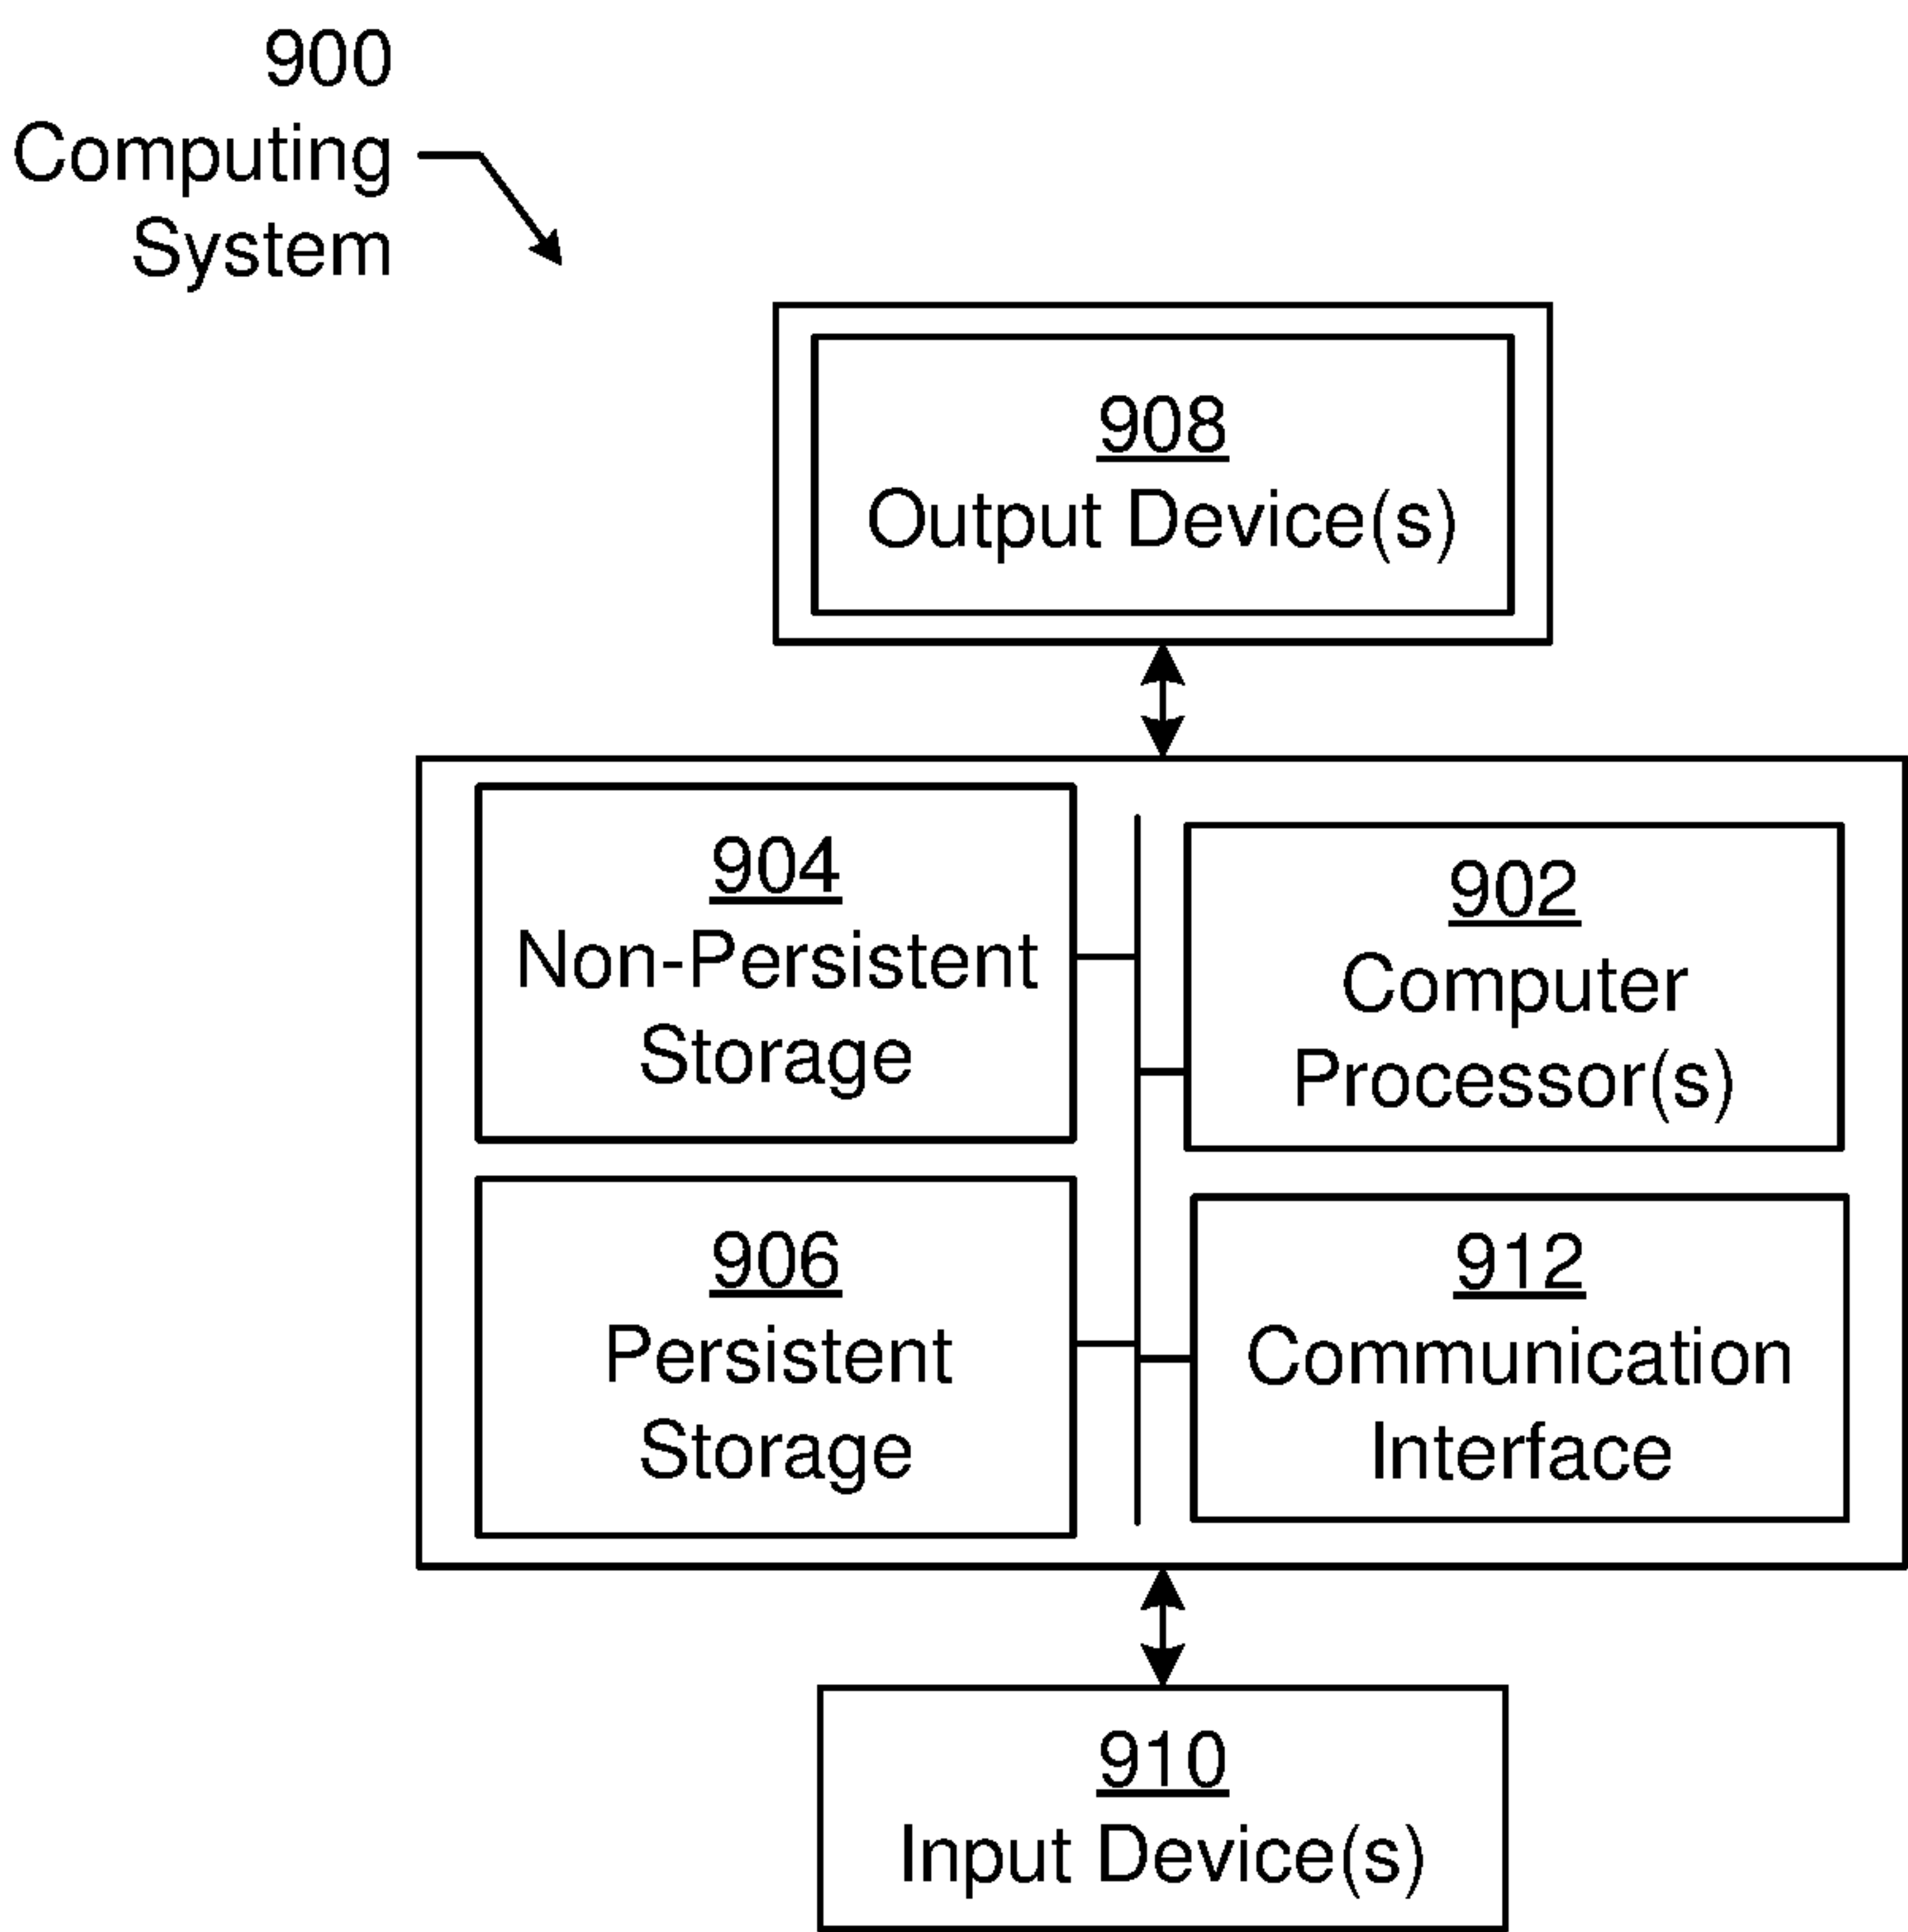 900
Computing
System
908
Output Device(s)
904
Non-Persistent
Storage
902
Computer
Processor(s)
906
Persistent
Storage
912
Communication
Interface
910
Input Device(s)